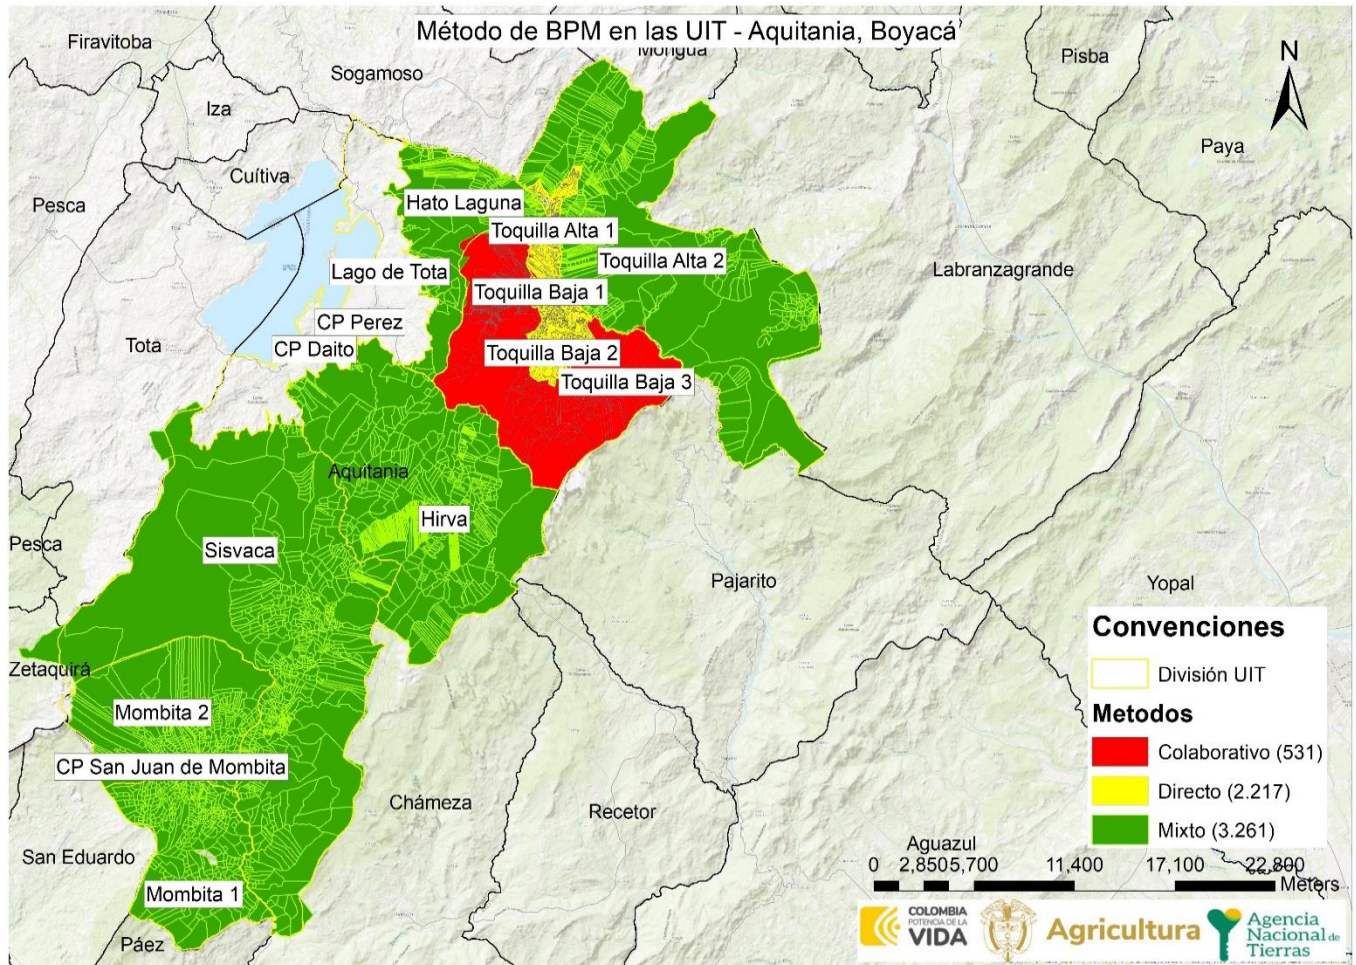 Método de BPM en las UIT - Aquitania, Boyacá
Firavitoba
Sogamoso
Mongua
Pisba
N
Iza
Paya
Cuítiva
Pesca
Hato Laguna
Toquilla Alta 1
Toquilla Alta 2
Lago de Tota
Labranzagrande
Toquilla Baja 1
CP Perez
Tota
CP Daito
Toquilla Baja 2
Toquilla Baja 3
Aquitania
Hirva
Pesca
Sisvaca
Pajarito
Yopal
Zetaquirá
Mombita 2
CP San Juan de Mombita
Chámeza
Recetor
San Eduardo
Mombita 1
Páez
Aguazul
Convenciones
División UIT
Metodos
Colaborativo (531)
Directo (2.217)
Mixto (3.261)
0 2,850 5,700 11,400 17,100 22,800
Meters
COLOMBIA
POTENCIA DE LA
VIDA
Agricultura
Agencia
Nacional de
Tierras